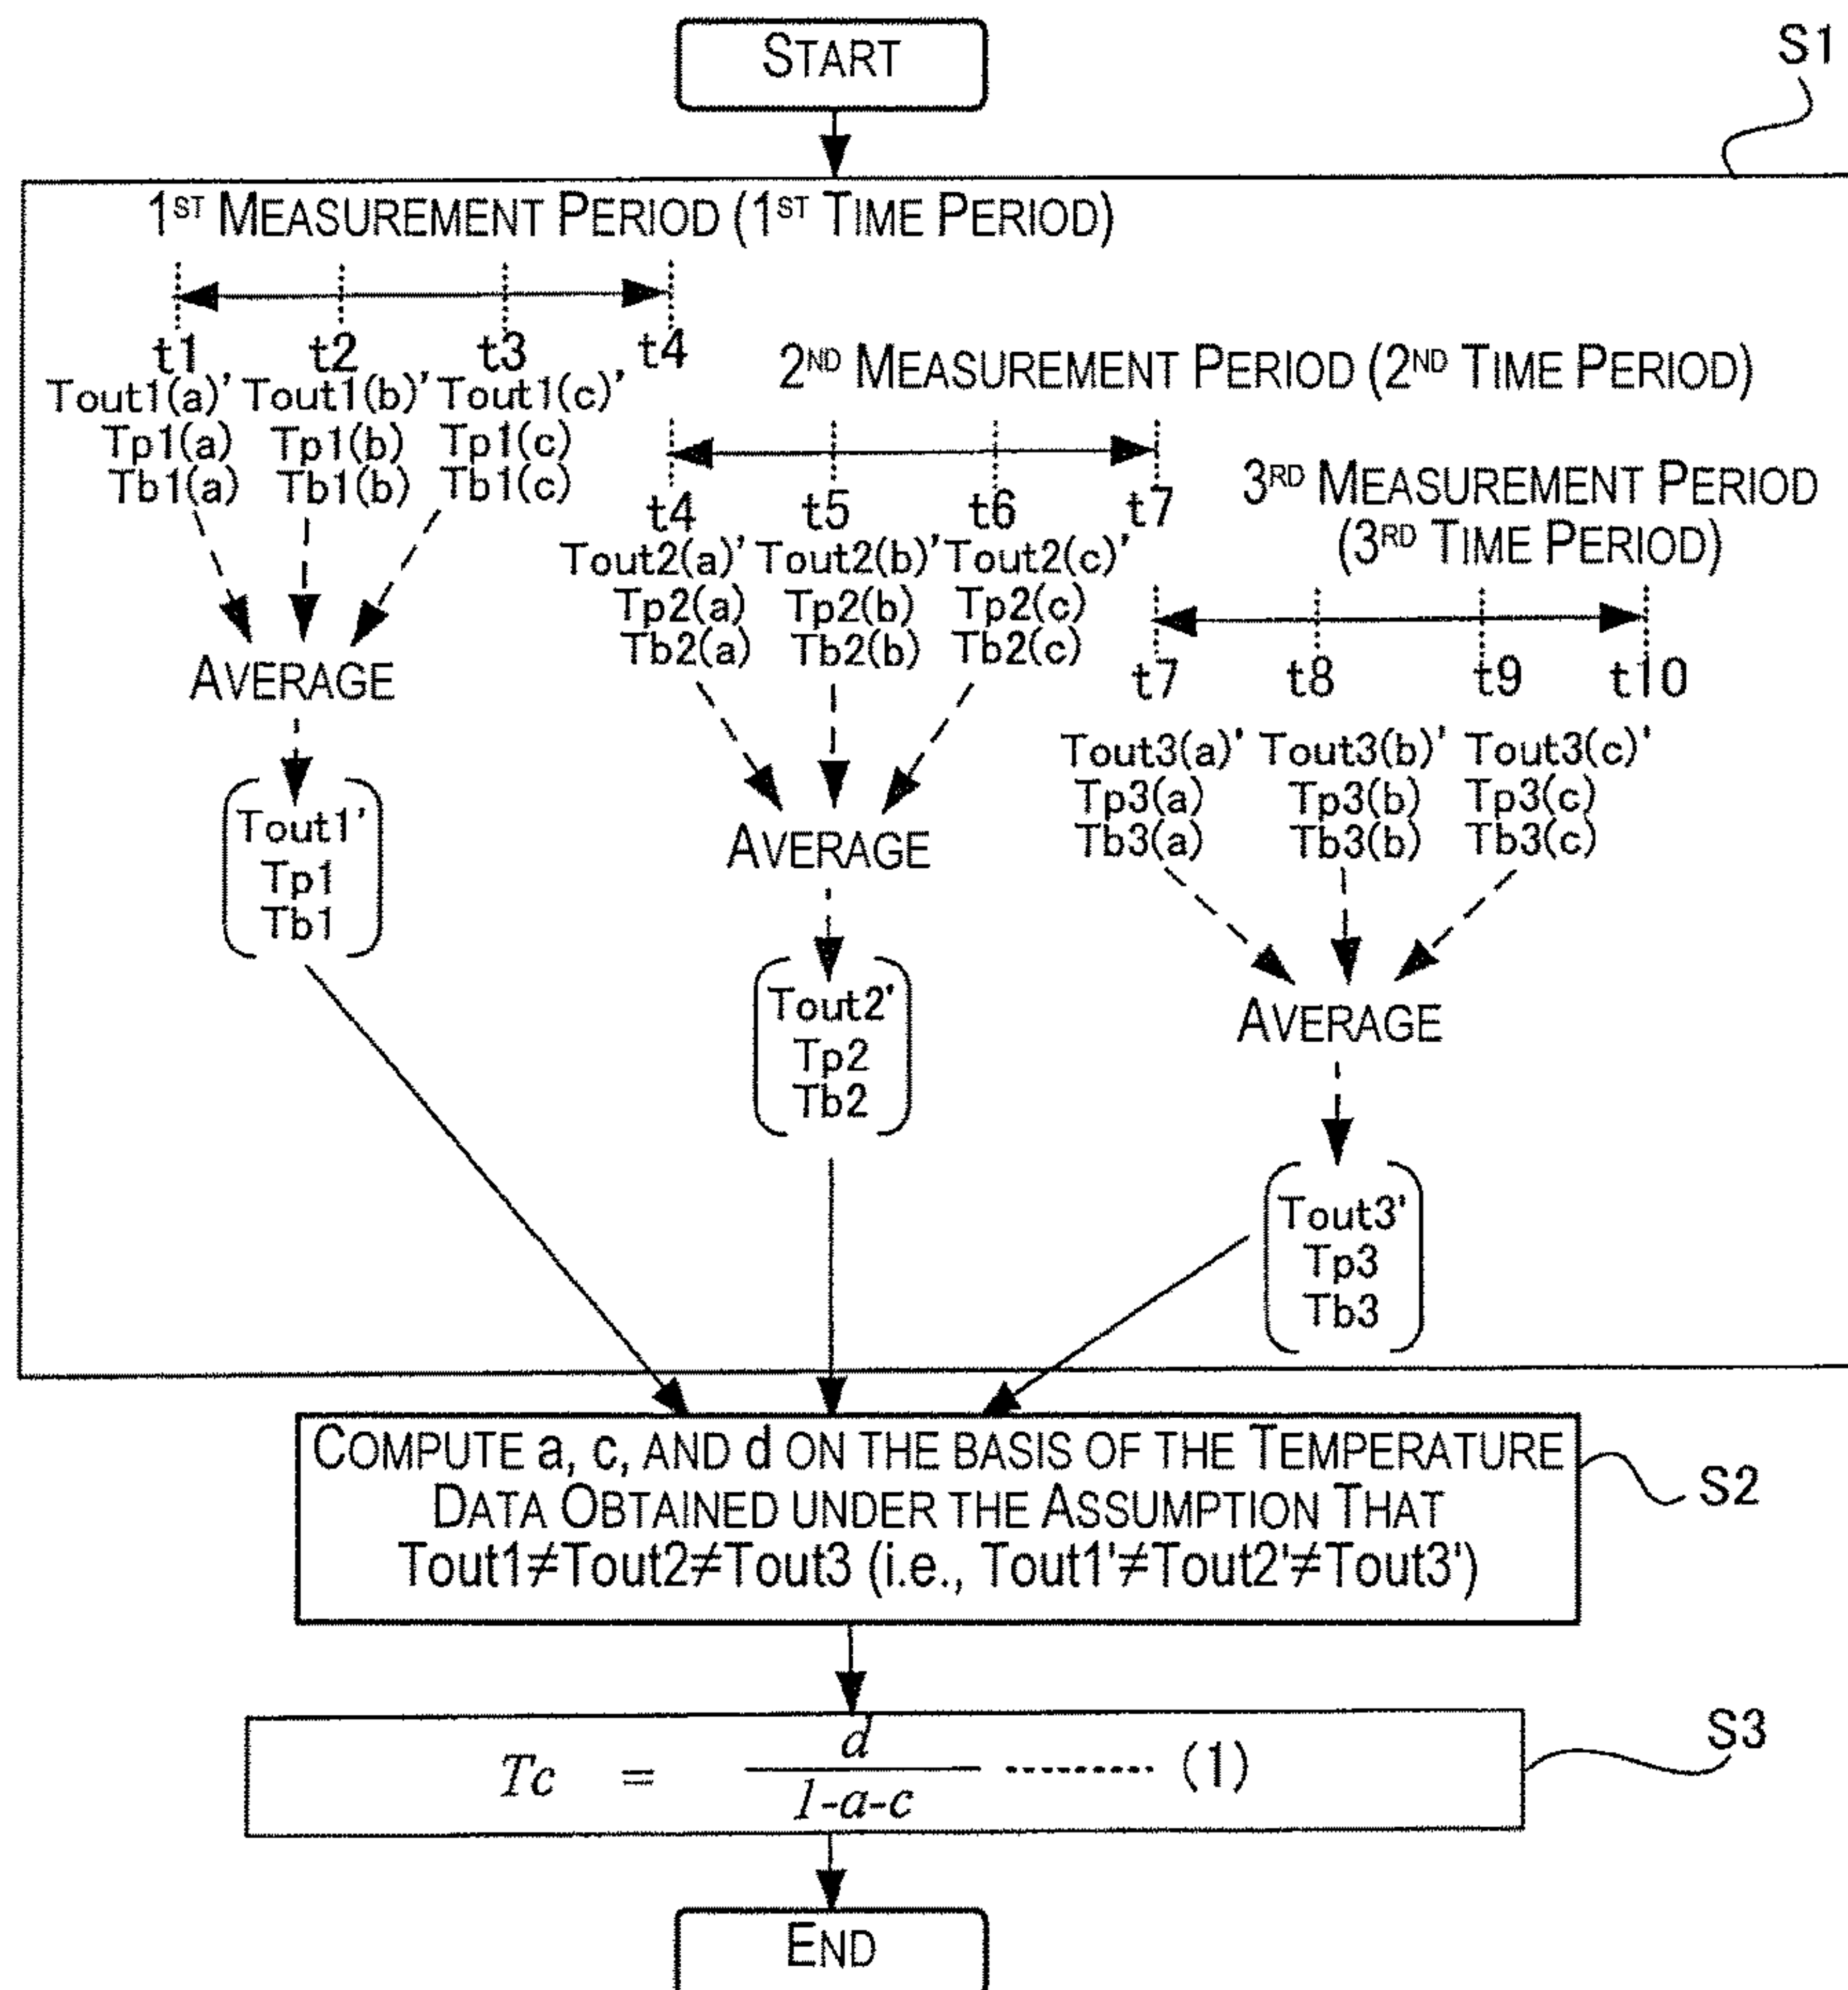 START
S1
1ST MEASUREMENT PERIOD (1ST TIME PERIOD)
t1 t2 t3 t4
Tout1(a)' Tout1(b)' Tout1(c)'
Tp1(a) Tp1(b) Tp1(c)
Tb1(a) Tb1(b) Tb1(c)
AVERAGE
Tout1'
Tp1
Tb1
2ND MEASUREMENT PERIOD (2ND TIME PERIOD)
t4 t5 t6 t7
Tout2(a)' Tout2(b)' Tout2(c)'
Tp2(a) Tp2(b) Tp2(c)
Tb2(a) Tb2(b) Tb2(c)
AVERAGE
Tout2'
Tp2
Tb2
3RD MEASUREMENT PERIOD
(3RD TIME PERIOD)
t7 t8 t9 t10
Tout3(a)' Tout3(b)' Tout3(c)'
Tp3(a) Tp3(b) Tp3(c)
Tb3(a) Tb3(b) Tb3(c)
AVERAGE
Tout3'
Tp3
Tb3
COMPUTE a, c, AND d ON THE BASIS OF THE TEMPERATURE
DATA OBTAINED UNDER THE ASSUMPTION THAT
Tout1≠Tout2≠Tout3 (i.e., Tout1'≠Tout2'≠Tout3')
S2
Tc = d / 1-a-c ---------- (1)
S3
END